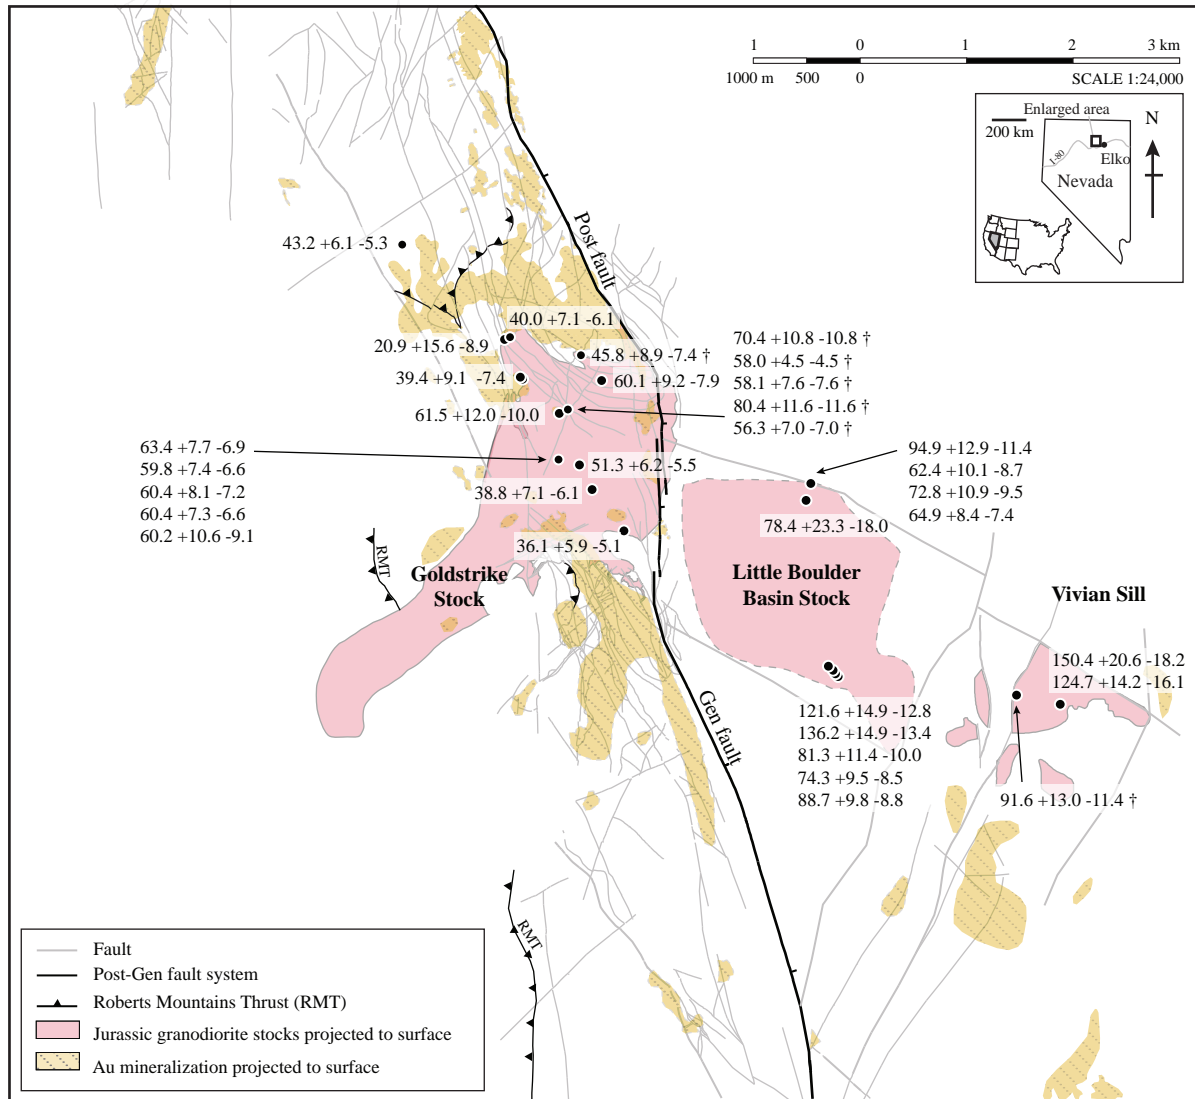 1 0 1 2 3 km
1000 m 500 0
SCALE 1:24,000
Enlarged area
200 km
N
I-80
Elko
Nevada
Post fault
43.2 +6.1 -5.3
40.0 +7.1 -6.1
20.9 +15.6 -8.9
45.8 +8.9 -7.4 †
39.4 +9.1 -7.4
60.1 +9.2 -7.9
61.5 +12.0 -10.0
70.4 +10.8 -10.8 †
58.0 +4.5 -4.5 †
58.1 +7.6 -7.6 †
80.4 +11.6 -11.6 †
56.3 +7.0 -7.0 †
63.4 +7.7 -6.9
59.8 +7.4 -6.6
60.4 +8.1 -7.2
60.4 +7.3 -6.6
60.2 +10.6 -9.1
51.3 +6.2 -5.5
38.8 +7.1 -6.1
36.1 +5.9 -5.1
94.9 +12.9 -11.4
62.4 +10.1 -8.7
72.8 +10.9 -9.5
64.9 +8.4 -7.4
78.4 +23.3 -18.0
RMT
Goldstrike
Stock
Little Boulder
Basin Stock
Vivian Sill
150.4 +20.6 -18.2
124.7 +14.2 -16.1
121.6 +14.9 -12.8
136.2 +14.9 -13.4
81.3 +11.4 -10.0
74.3 +9.5 -8.5
88.7 +9.8 -8.8
91.6 +13.0 -11.4 †
Gen fault
RMT
Fault
Post-Gen fault system
Roberts Mountains Thrust (RMT)
Jurassic granodiorite stocks projected to surface
Au mineralization projected to surface